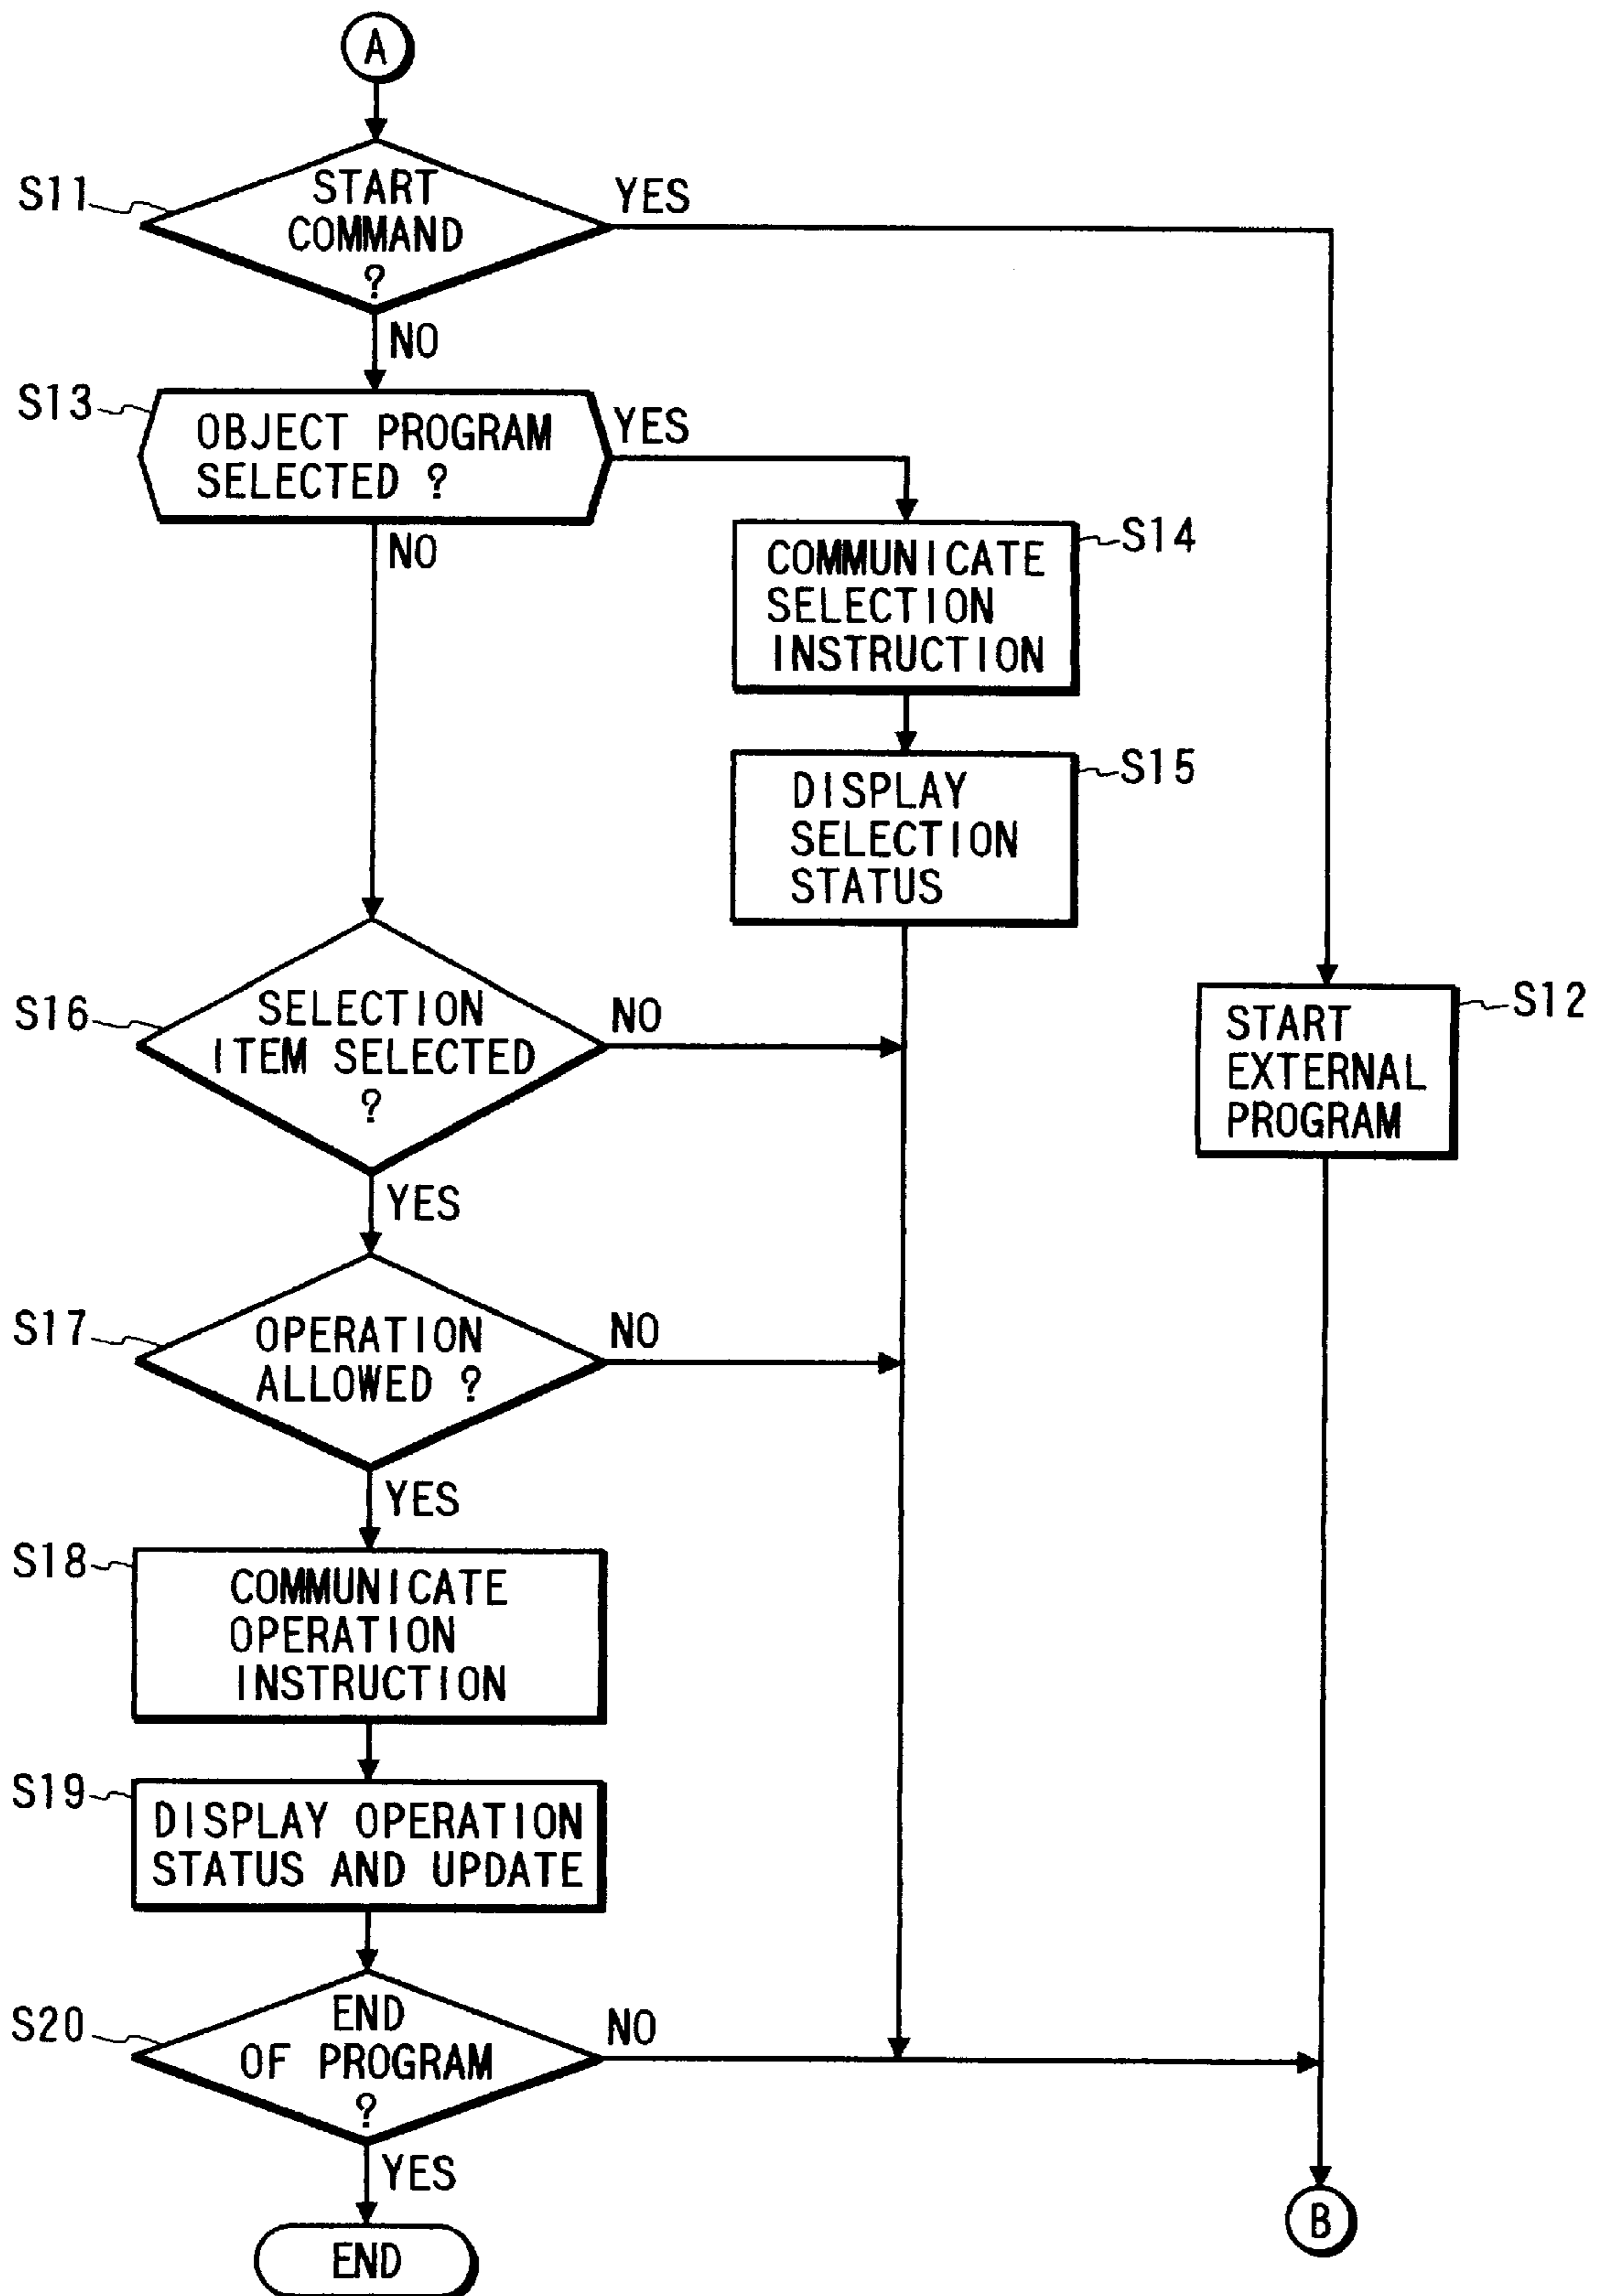 A
S11
START
COMMAND
?
YES
NO
S13
OBJECT PROGRAM
SELECTED ?
YES
NO
COMMUNICATE
SELECTION
INSTRUCTION
S14
DISPLAY
SELECTION
STATUS
S15
S16
SELECTION
ITEM SELECTED
?
NO
YES
START
EXTERNAL
PROGRAM
S12
S17
OPERATION
ALLOWED ?
NO
YES
S18
COMMUNICATE
OPERATION
INSTRUCTION
S19
DISPLAY OPERATION
STATUS AND UPDATE
S20
END
OF PROGRAM
?
NO
YES
END
B